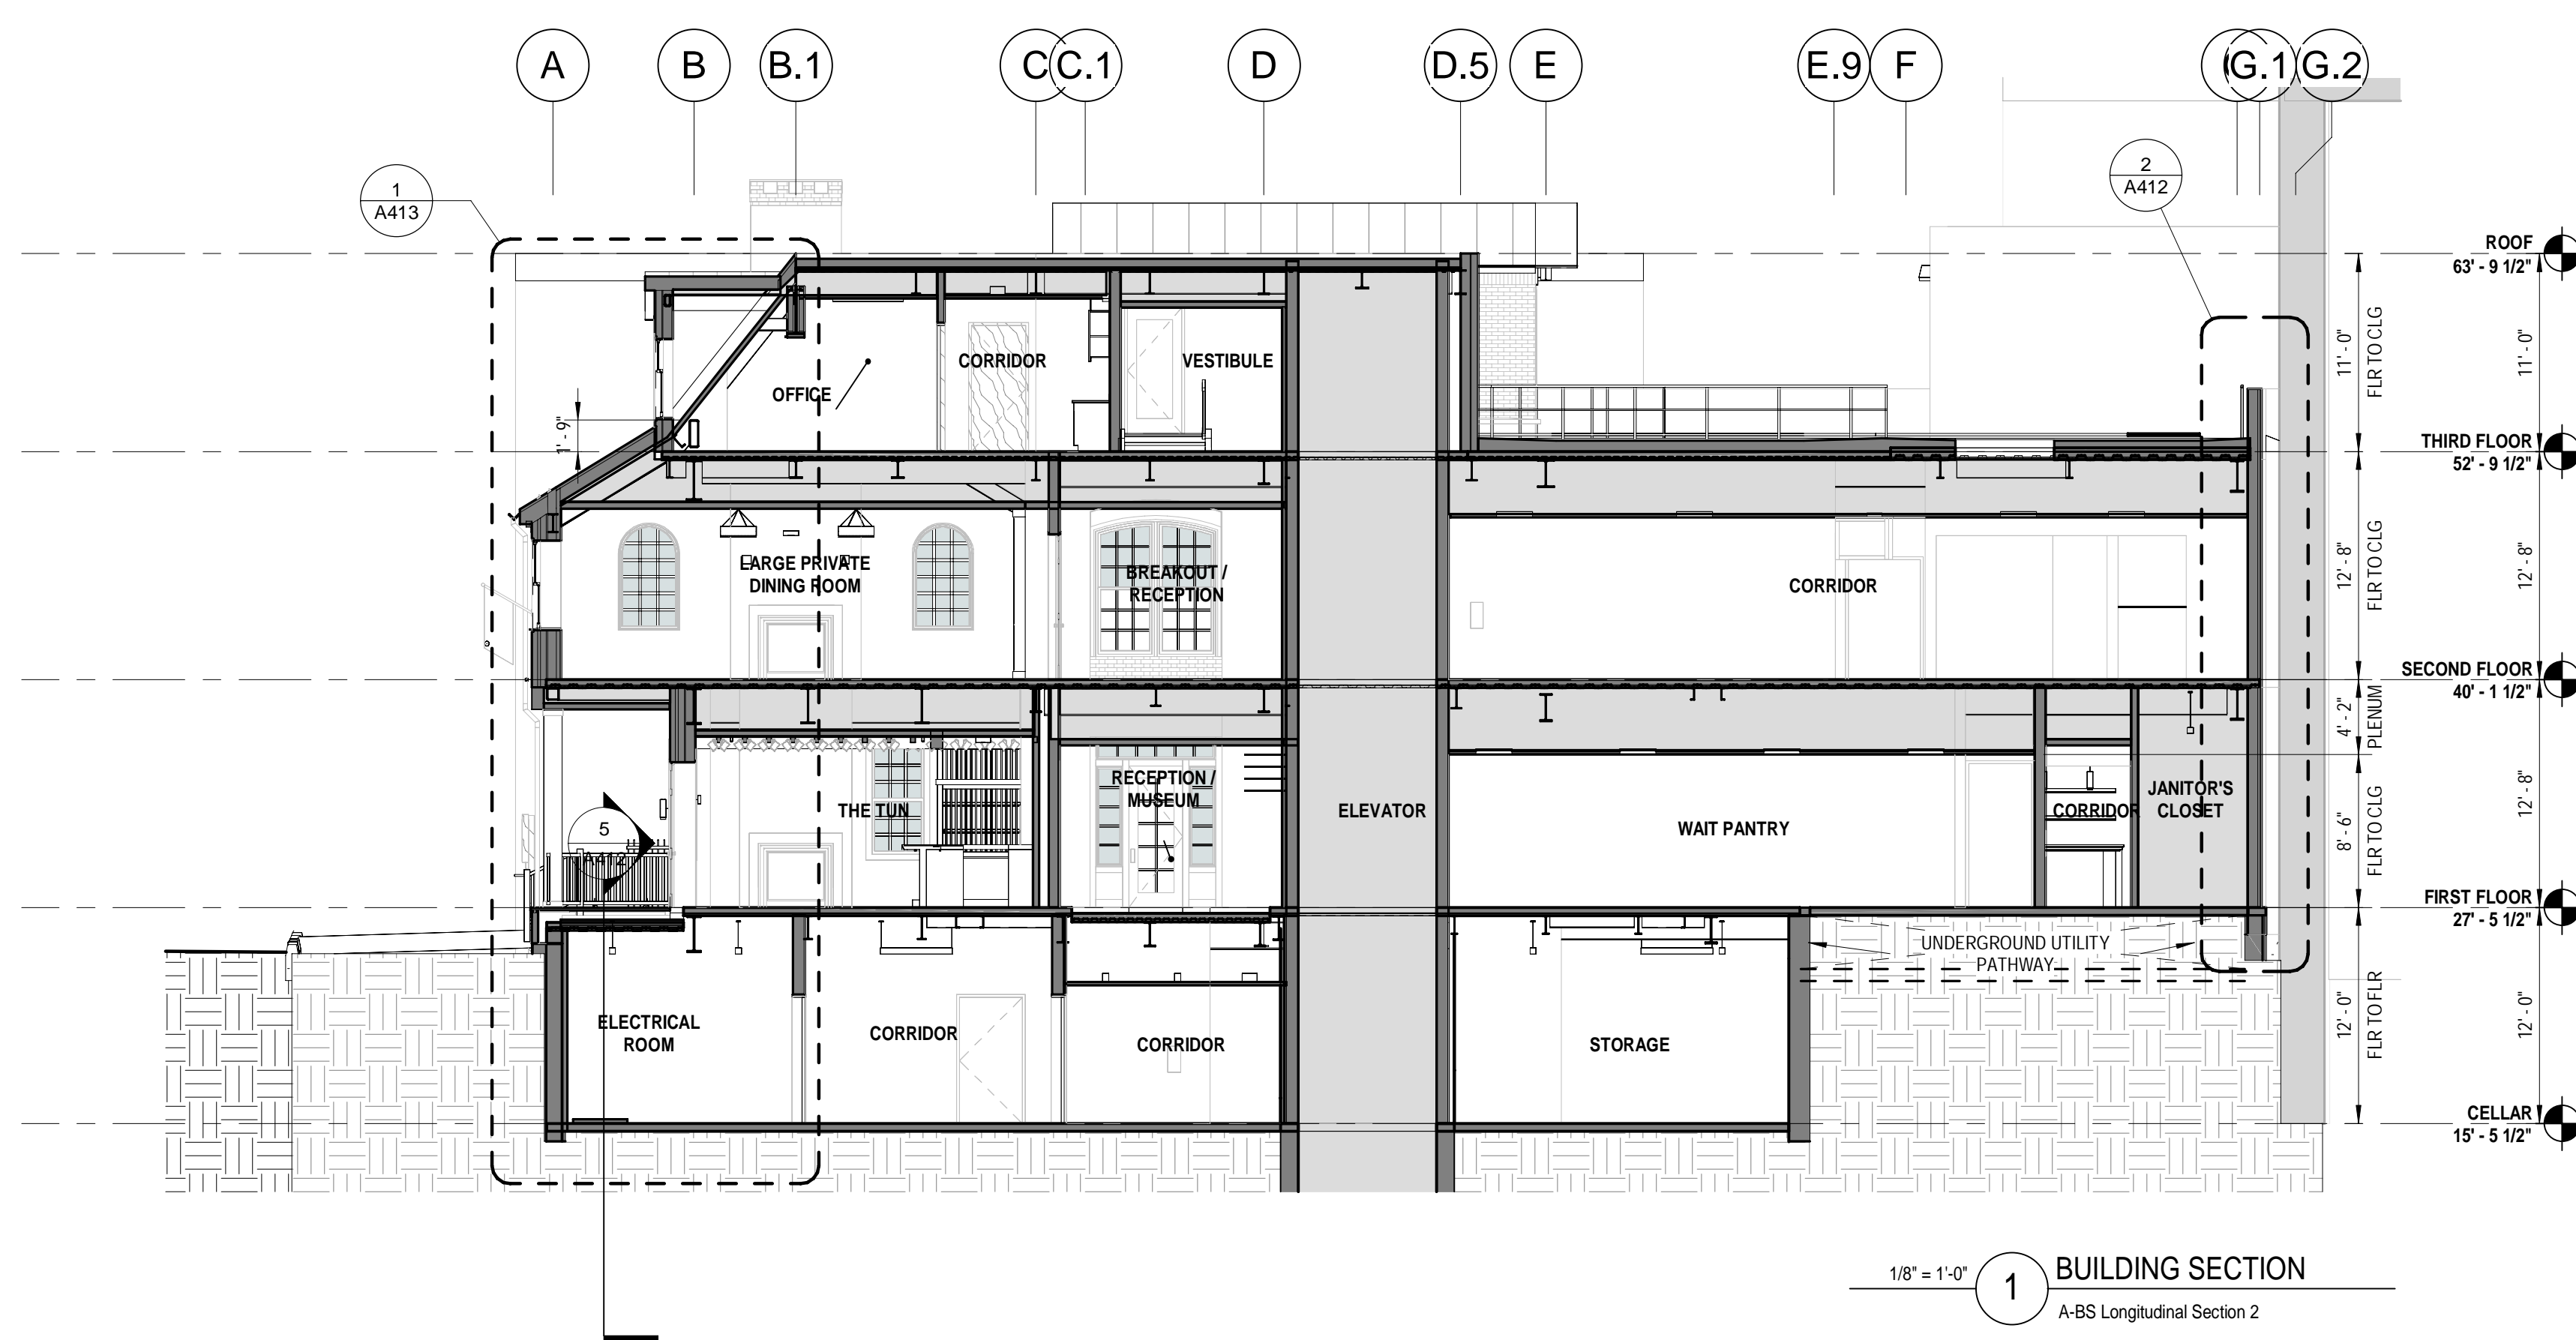 A
B
B.1
C
C.1
D
D.5
E
E.9
F
G.1
G.2
1
A413
2
A412
ROOF
63' - 9 1/2"
11' - 0"
FLR TO CLG
11' - 0"
OFFICE
CORRIDOR
VESTIBULE
1' - 9"
THIRD FLOOR
52' - 9 1/2"
LARGE PRIVATE
DINING ROOM
BREAKOUT /
RECEPTION
CORRIDOR
12' - 8"
FLR TO CLG
12' - 8"
SECOND FLOOR
40' - 1 1/2"
4' - 2"
PLENUM
THE TUN
RECEPTION /
MUSEUM
ELEVATOR
WAIT PANTRY
CORRIDOR
JANITOR'S
CLOSET
8' - 6"
FLR TO CLG
12' - 8"
5
A412
FIRST FLOOR
27' - 5 1/2"
UNDERGROUND UTILITY
PATHWAY
ELECTRICAL
ROOM
CORRIDOR
CORRIDOR
STORAGE
12' - 0"
FLR TO FLR
12' - 0"
CELLAR
15' - 5 1/2"
1/8" = 1'-0"
1
BUILDING SECTION
A-BS Longitudinal Section 2